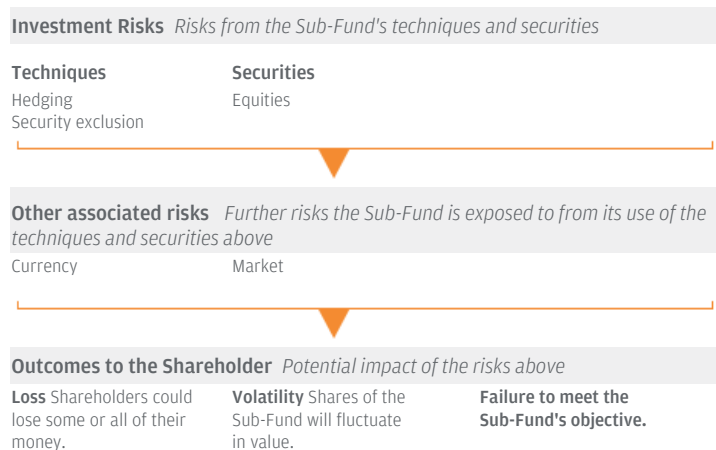 Investment Risks Risks from the Sub-Fund's techniques and securities
Techniques
Hedging
Security exclusion
Securities
Equities
Other associated risks Further risks the Sub-Fund is exposed to from its use of the
techniques and securities above
Currency
Market
Outcomes to the Shareholder Potential impact of the risks above
Loss Shareholders could
lose some or all of their
money.
Volatility Shares of the
Sub-Fund will fluctuate
in value.
Failure to meet the
Sub-Fund's objective.